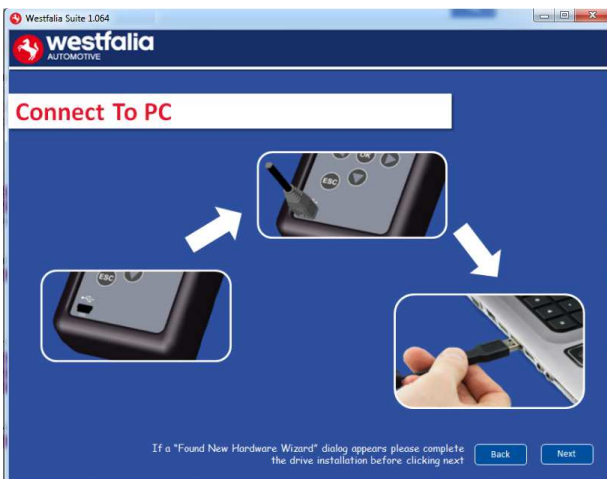 Westfalia Suite 1.064
westfalia
AUTOMOTIVE
Connect To PC
OK
ESC
ESC
If a "Found New Hardware Wizard" dialog appears please complete
the drive installation before clicking next
Back
Next